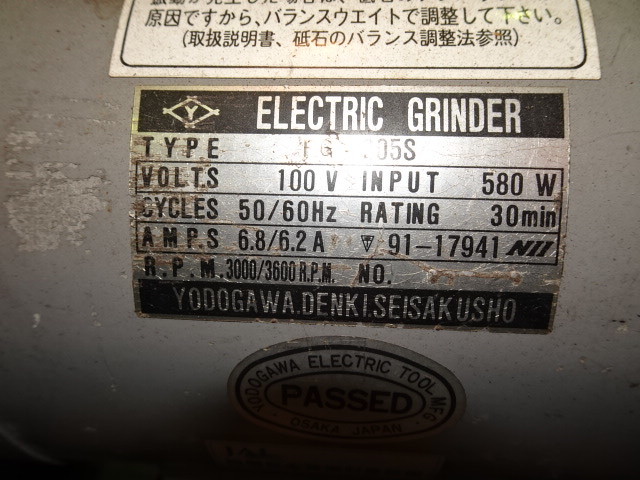 原因ですから、バランスウエイトで調整して下さい。
(取扱説明書、砥石のバランス調整法参照)
Y ELECTRIC GRINDER
TYPE FG 05S
VOLTS 100 V INPUT 580 W
CYCLES 50/60Hz RATING 30min
AMP.S 6.8/6.2 A 91-17941
R.P.M. 3000/3600 R.P.M. NO.
YODOGAWA.DENKI.SEISAKUSHO
YODOGAWA ELECTRIC TOOL MFG
PASSED
OSAKA JAPAN